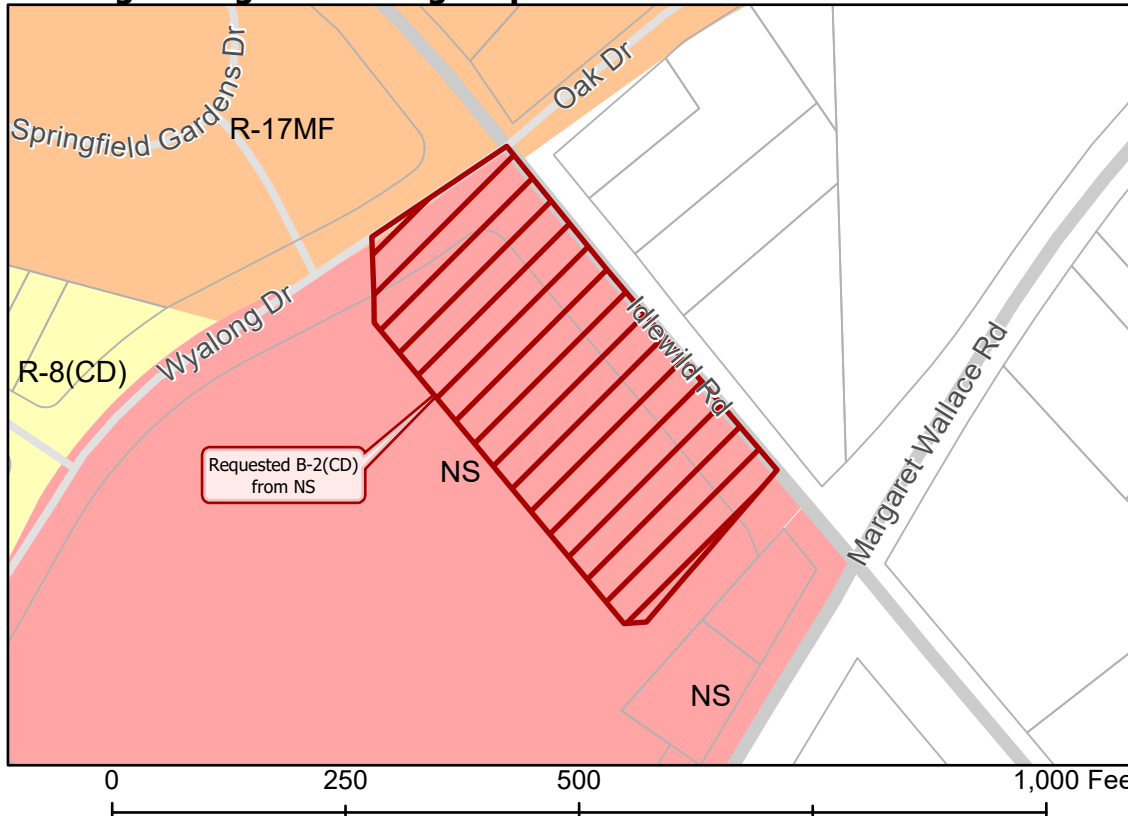 Springfield Gardens Dr
R-17MF
Oak Dr
R-8(CD)
Wyalong Dr
Idlewild Rd
Margaret Wallace Rd
Requested B-2(CD)
from NS
NS
NS
0 250 500 1,000 Fee